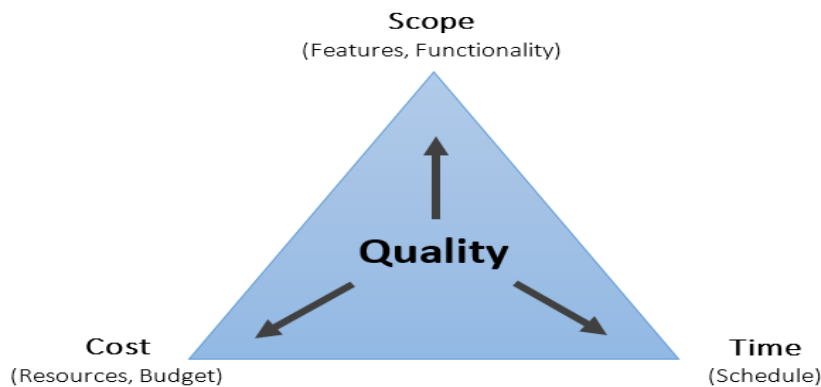 Scope
(Features, Functionality)
Quality
Cost
(Resources, Budget)
Time
(Schedule)